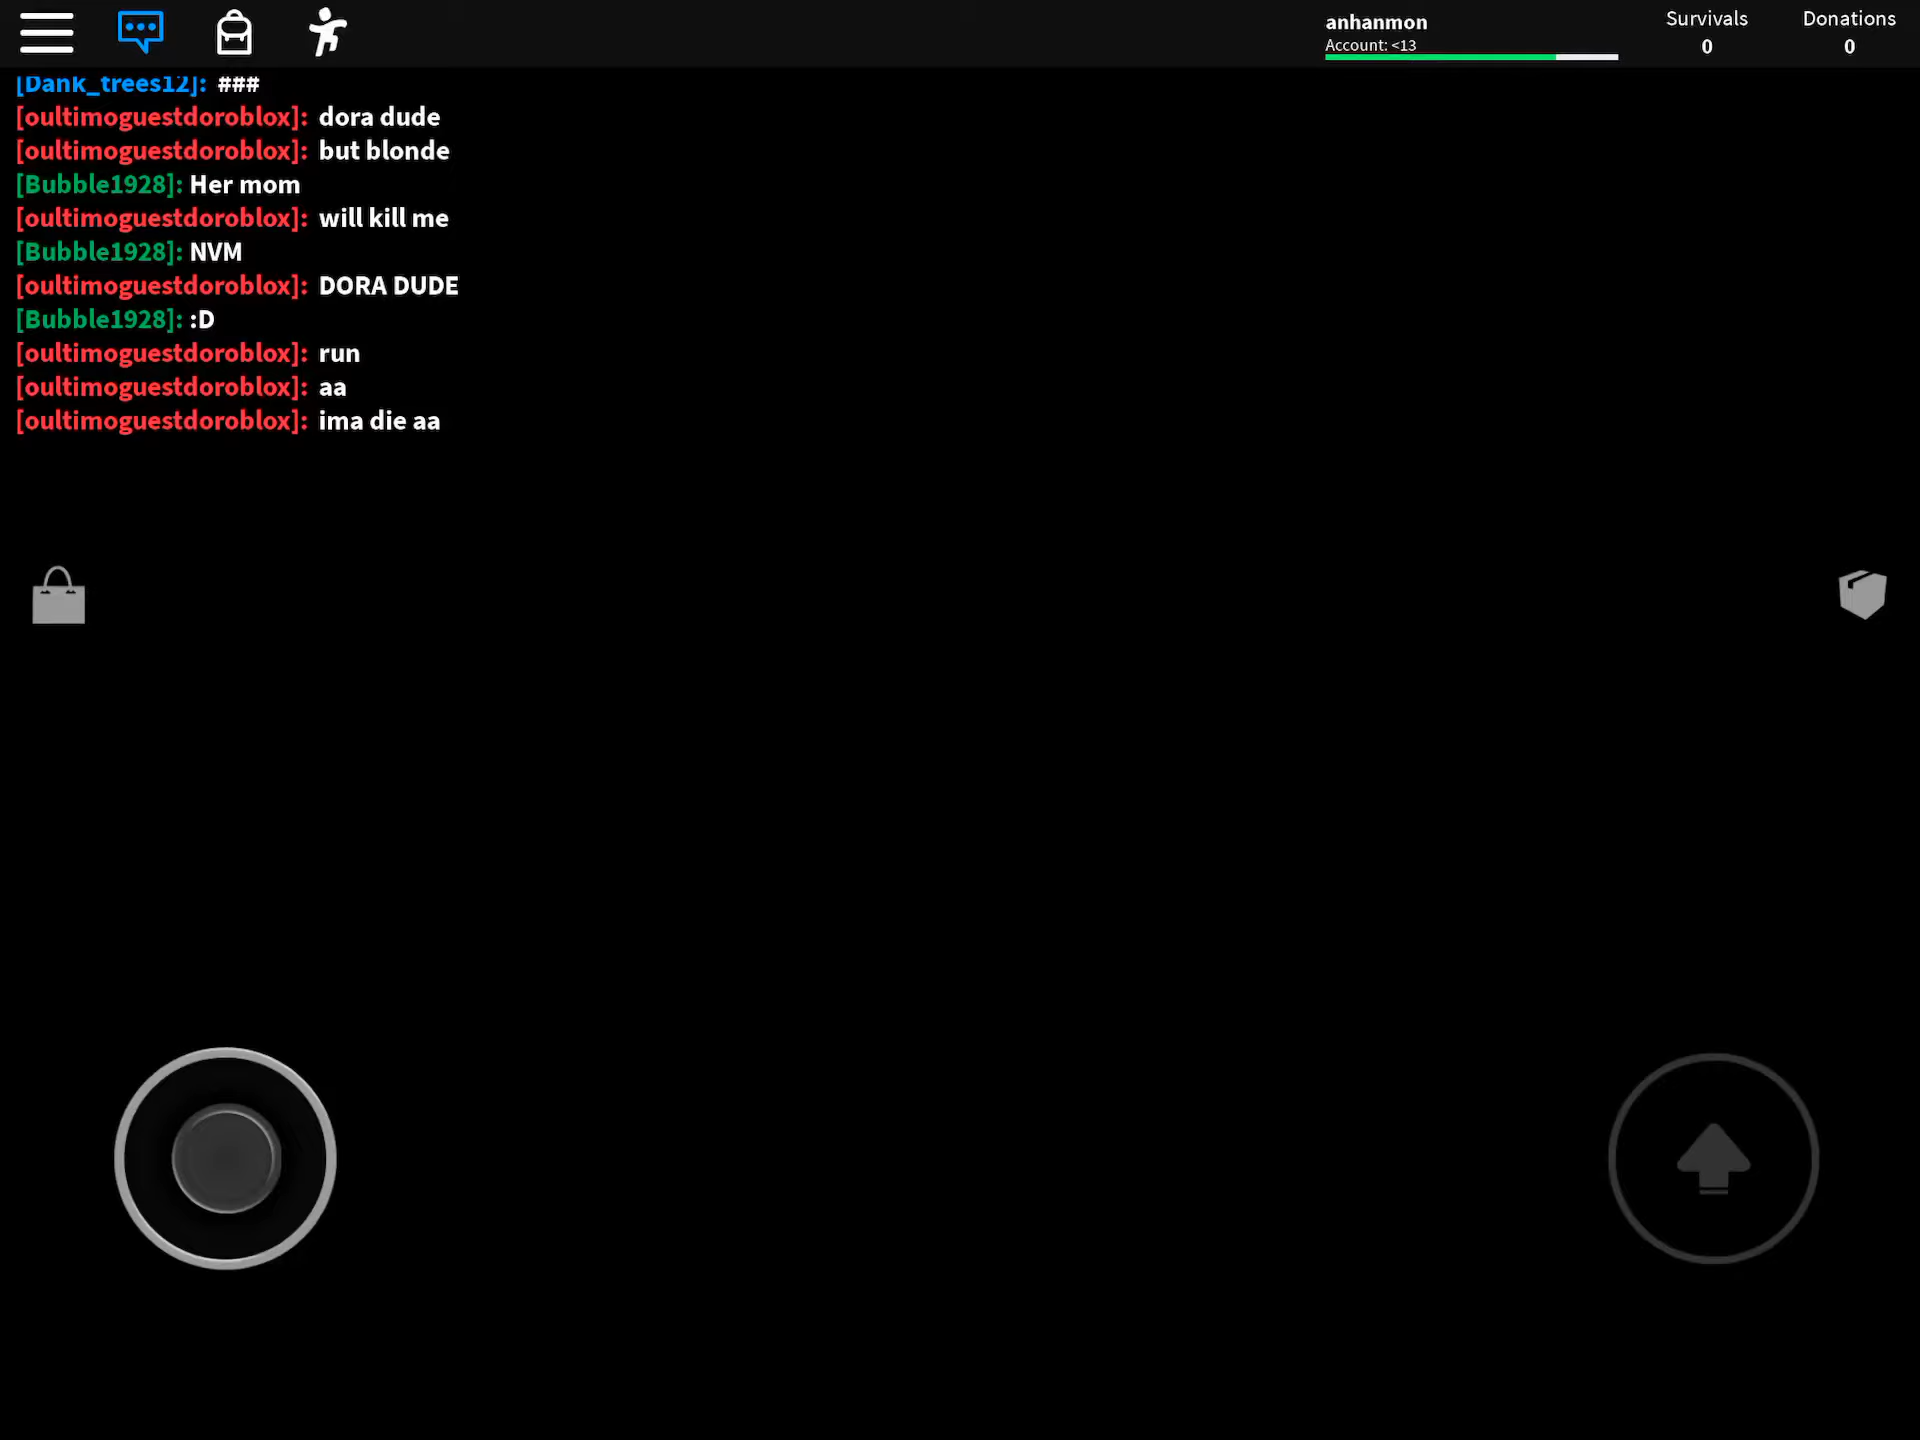 anhanmon
Account: <13
Survivals
0
Donations
0
[Dank_trees12]: ###
[oultimoguestdoroblox]: dora dude
[oultimoguestdoroblox]: but blonde
[Bubble1928]: Her mom
[oultimoguestdoroblox]: will kill me
[Bubble1928]: NVM
[oultimoguestdoroblox]: DORA DUDE
[Bubble1928]: :D
[oultimoguestdoroblox]: run
[oultimoguestdoroblox]: aa
[oultimoguestdoroblox]: ima die aa